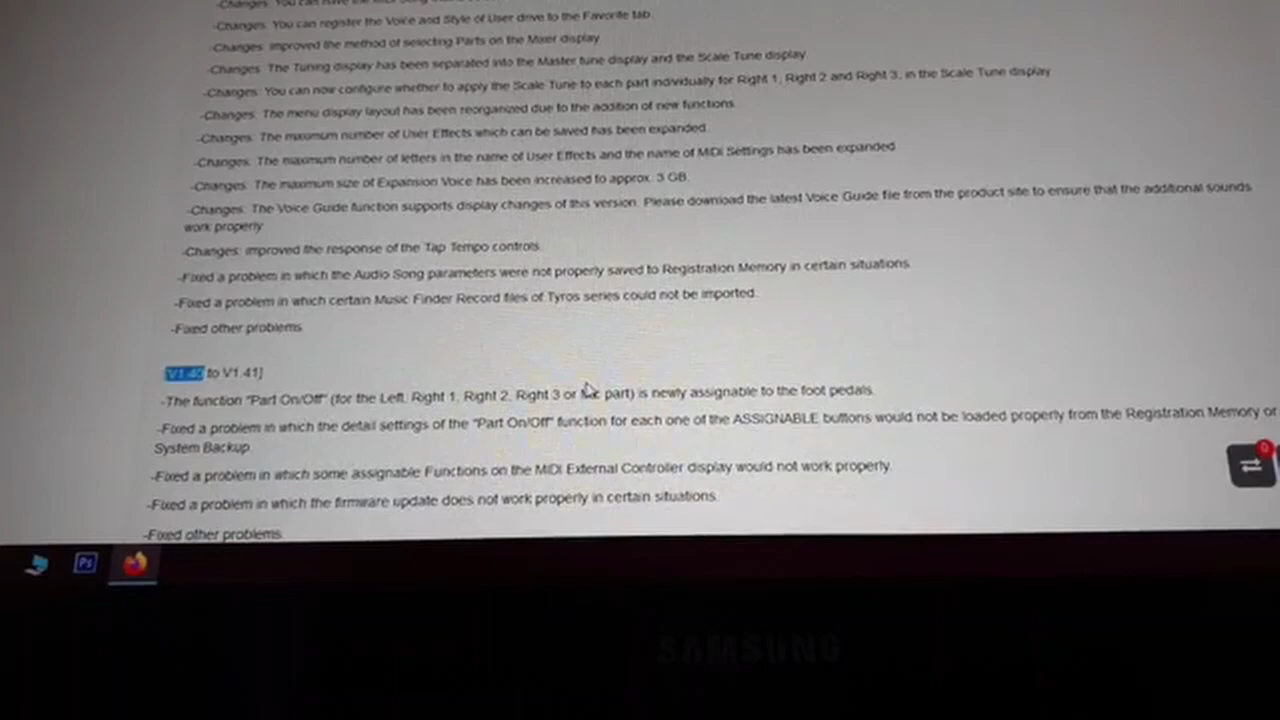 -Changes: You can
-Changes: You can register the Voice and Style of User drive to the Favorite tab.
-Changes: Improved the method of selecting Parts on the Mixer display
-Changes: The Tuning display has been separated into the Master tune display and the Scale Tune display.
-Changes: You can now configure whether to apply the Scale Tune to each part individually for Right 1, Right 2 and Right 3, in the Scale Tune display
-Changes: The menu display layout has been reorganized due to the addition of new functions.
-Changes: The maximum number of User Effects which can be saved has been expanded.
-Changes: The maximum number of letters in the name of User Effects and the name of MIDI Settings has been expanded
-Changes: The maximum size of Expansion Voice has been increased to approx. 3 GB.
-Changes: The Voice Guide function supports display changes of this version. Please download the latest Voice Guide file from the product site to ensure that the additional sounds
work properly
-Changes: improved the response of the Tap Tempo controls.
-Fixed a problem in which the Audio Song parameters were not properly saved to Registration Memory in certain situations.
-Fixed a problem in which certain Music Finder Record files of Tyros series could not be imported.
-Fixed other problems
[V1.40 to V1.41]
-The function "Part On/Off" (for the Left, Right 1, Right 2, Right 3 or part) is newly assignable to the foot pedals.
-Fixed a problem in which the detail settings of the "Part On/Off" function for each one of the ASSIGNABLE buttons would not be loaded properly from the Registration Memory or
System Backup.
-Fixed a problem in which some assignable Functions on the MIDI External Controller display would not work properly.
-Fixed a problem in which the firmware update does not work properly in certain situations.
-Fixed other problems.
0
Ps
SAMSUNG